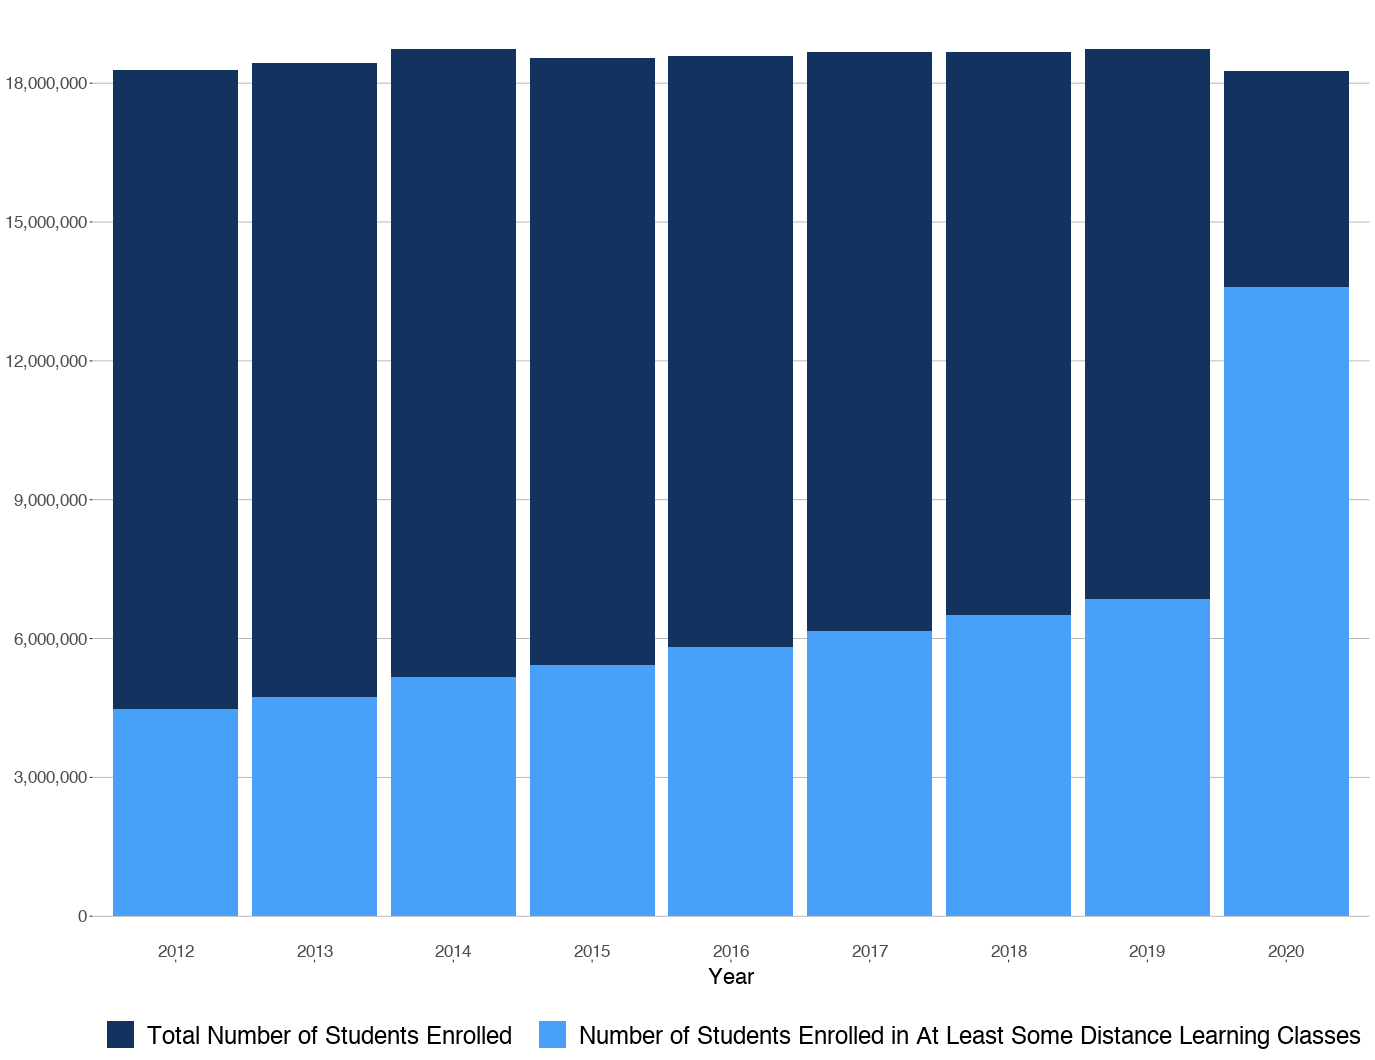 18,000,000
15,000,000
12,000,000
9,000,000
6,000,000
3,000,000
0
2012 2013 2014 2015 2016 2017 2018 2019 2020
Year
Total Number of Students Enrolled Number of Students Enrolled in At Least Some Distance Learning Classes